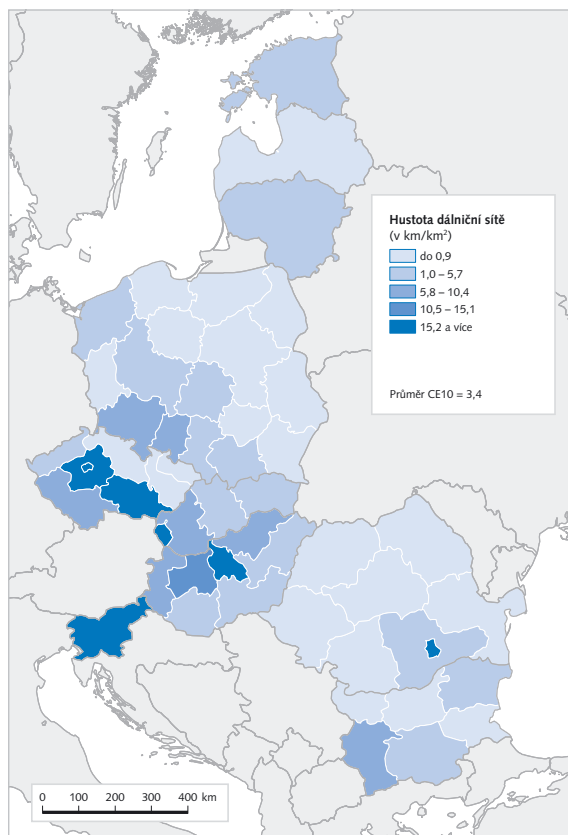 Hustota dálniční sítě
(v km/km²)
do 0,9
1,0 – 5,7
5,8 – 10,4
10,5 – 15,1
15,2 a více
Průměr CE10 = 3,4
0 100 200 300 400 km